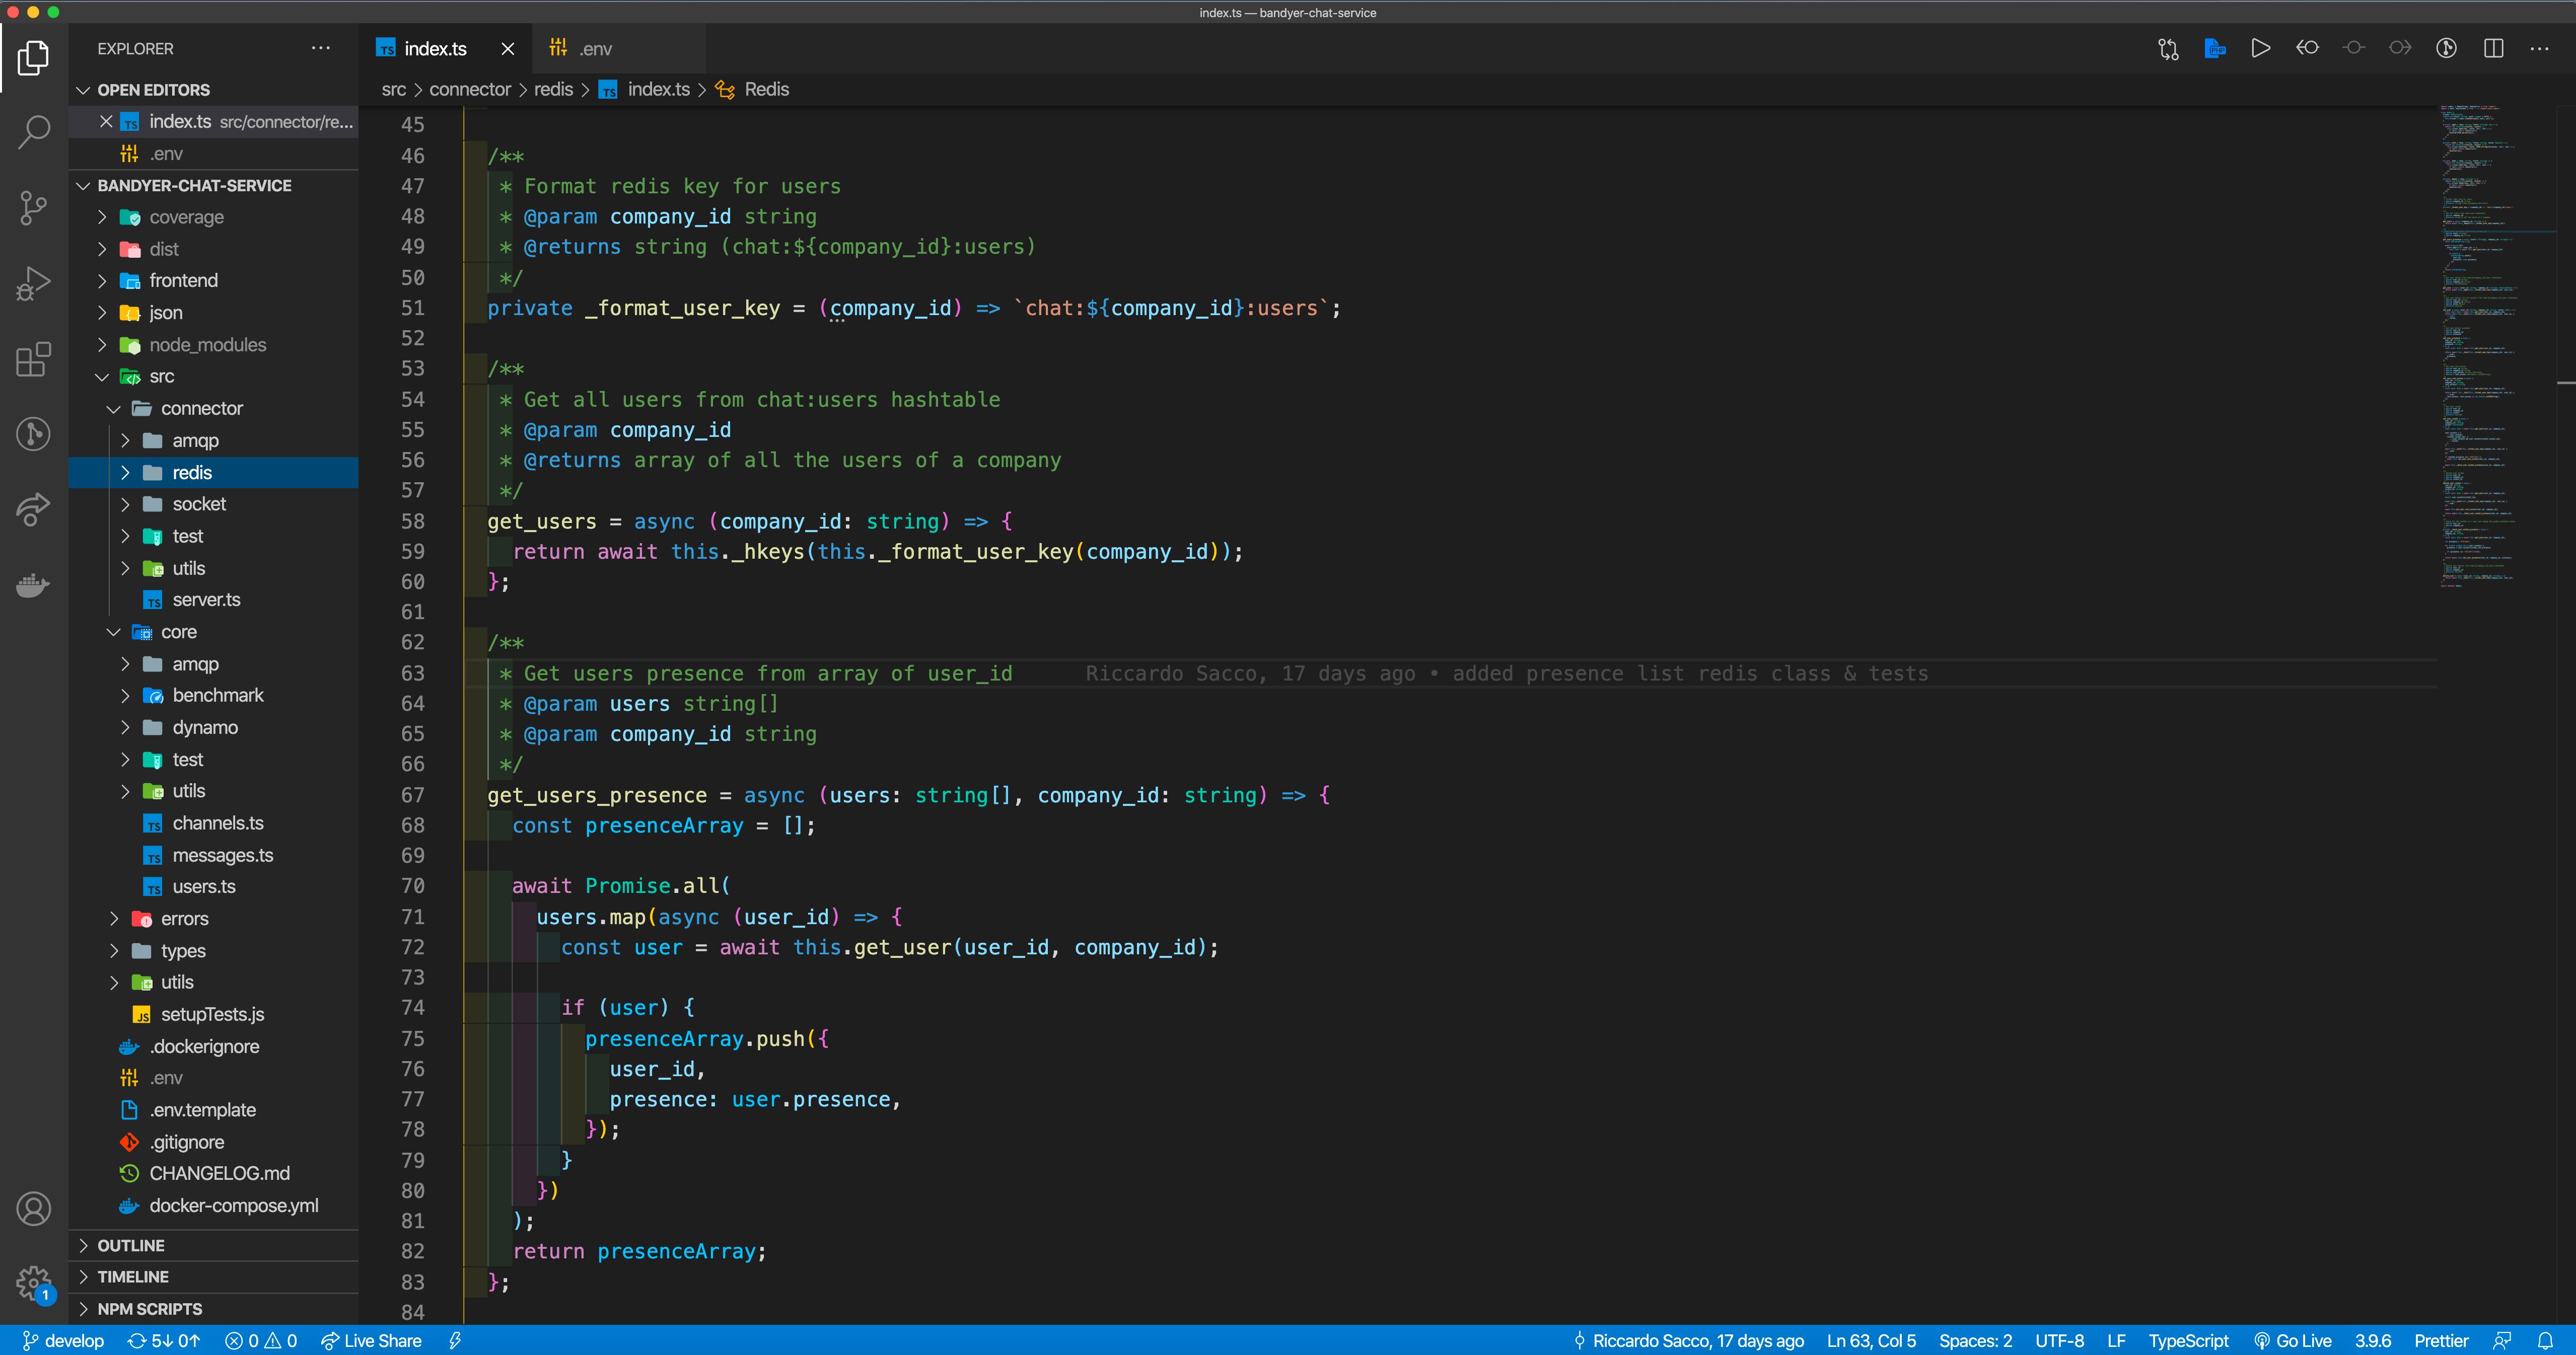 index.ts — bandyer-chat-service
EXPLORER
OPEN EDITORS
index.ts src/connector/re...
.env
BANDYER-CHAT-SERVICE
coverage
dist
frontend
json
node_modules
src
connector
amqp
redis
socket
test
utils
server.ts
core
amqp
benchmark
dynamo
test
utils
channels.ts
messages.ts
users.ts
errors
types
utils
setupTests.js
.dockerignore
.env
.env.template
.gitignore
CHANGELOG.md
docker-compose.yml
OUTLINE
TIMELINE
NPM SCRIPTS
index.ts
.env
src > connector > redis > index.ts > Redis
45
46 /**
47 * Format redis key for users
48 * @param company_id string
49 * @returns string (chat:${company_id}:users)
50 */
51 private _format_user_key = (company_id) => `chat:${company_id}:users`;
52
53 /**
54 * Get all users from chat:users hashtable
55 * @param company_id
56 * @returns array of all the users of a company
57 */
58 get_users = async (company_id: string) => {
59 return await this._hkeys(this._format_user_key(company_id));
60 };
61
62 /**
63 * Get users presence from array of user_id Riccardo Sacco, 17 days ago • added presence list redis class & tests
64 * @param users string[]
65 * @param company_id string
66 */
67 get_users_presence = async (users: string[], company_id: string) => {
68 const presenceArray = [];
69
70 await Promise.all(
71 users.map(async (user_id) => {
72 const user = await this.get_user(user_id, company_id);
73
74 if (user) {
75 presenceArray.push({
76 user_id,
77 presence: user.presence,
78 });
79 }
80 })
81 );
82 return presenceArray;
83 };
84
1
develop 5↓ 0↑ 0 0 Live Share
Riccardo Sacco, 17 days ago Ln 63, Col 5 Spaces: 2 UTF-8 LF TypeScript Go Live 3.9.6 Prettier